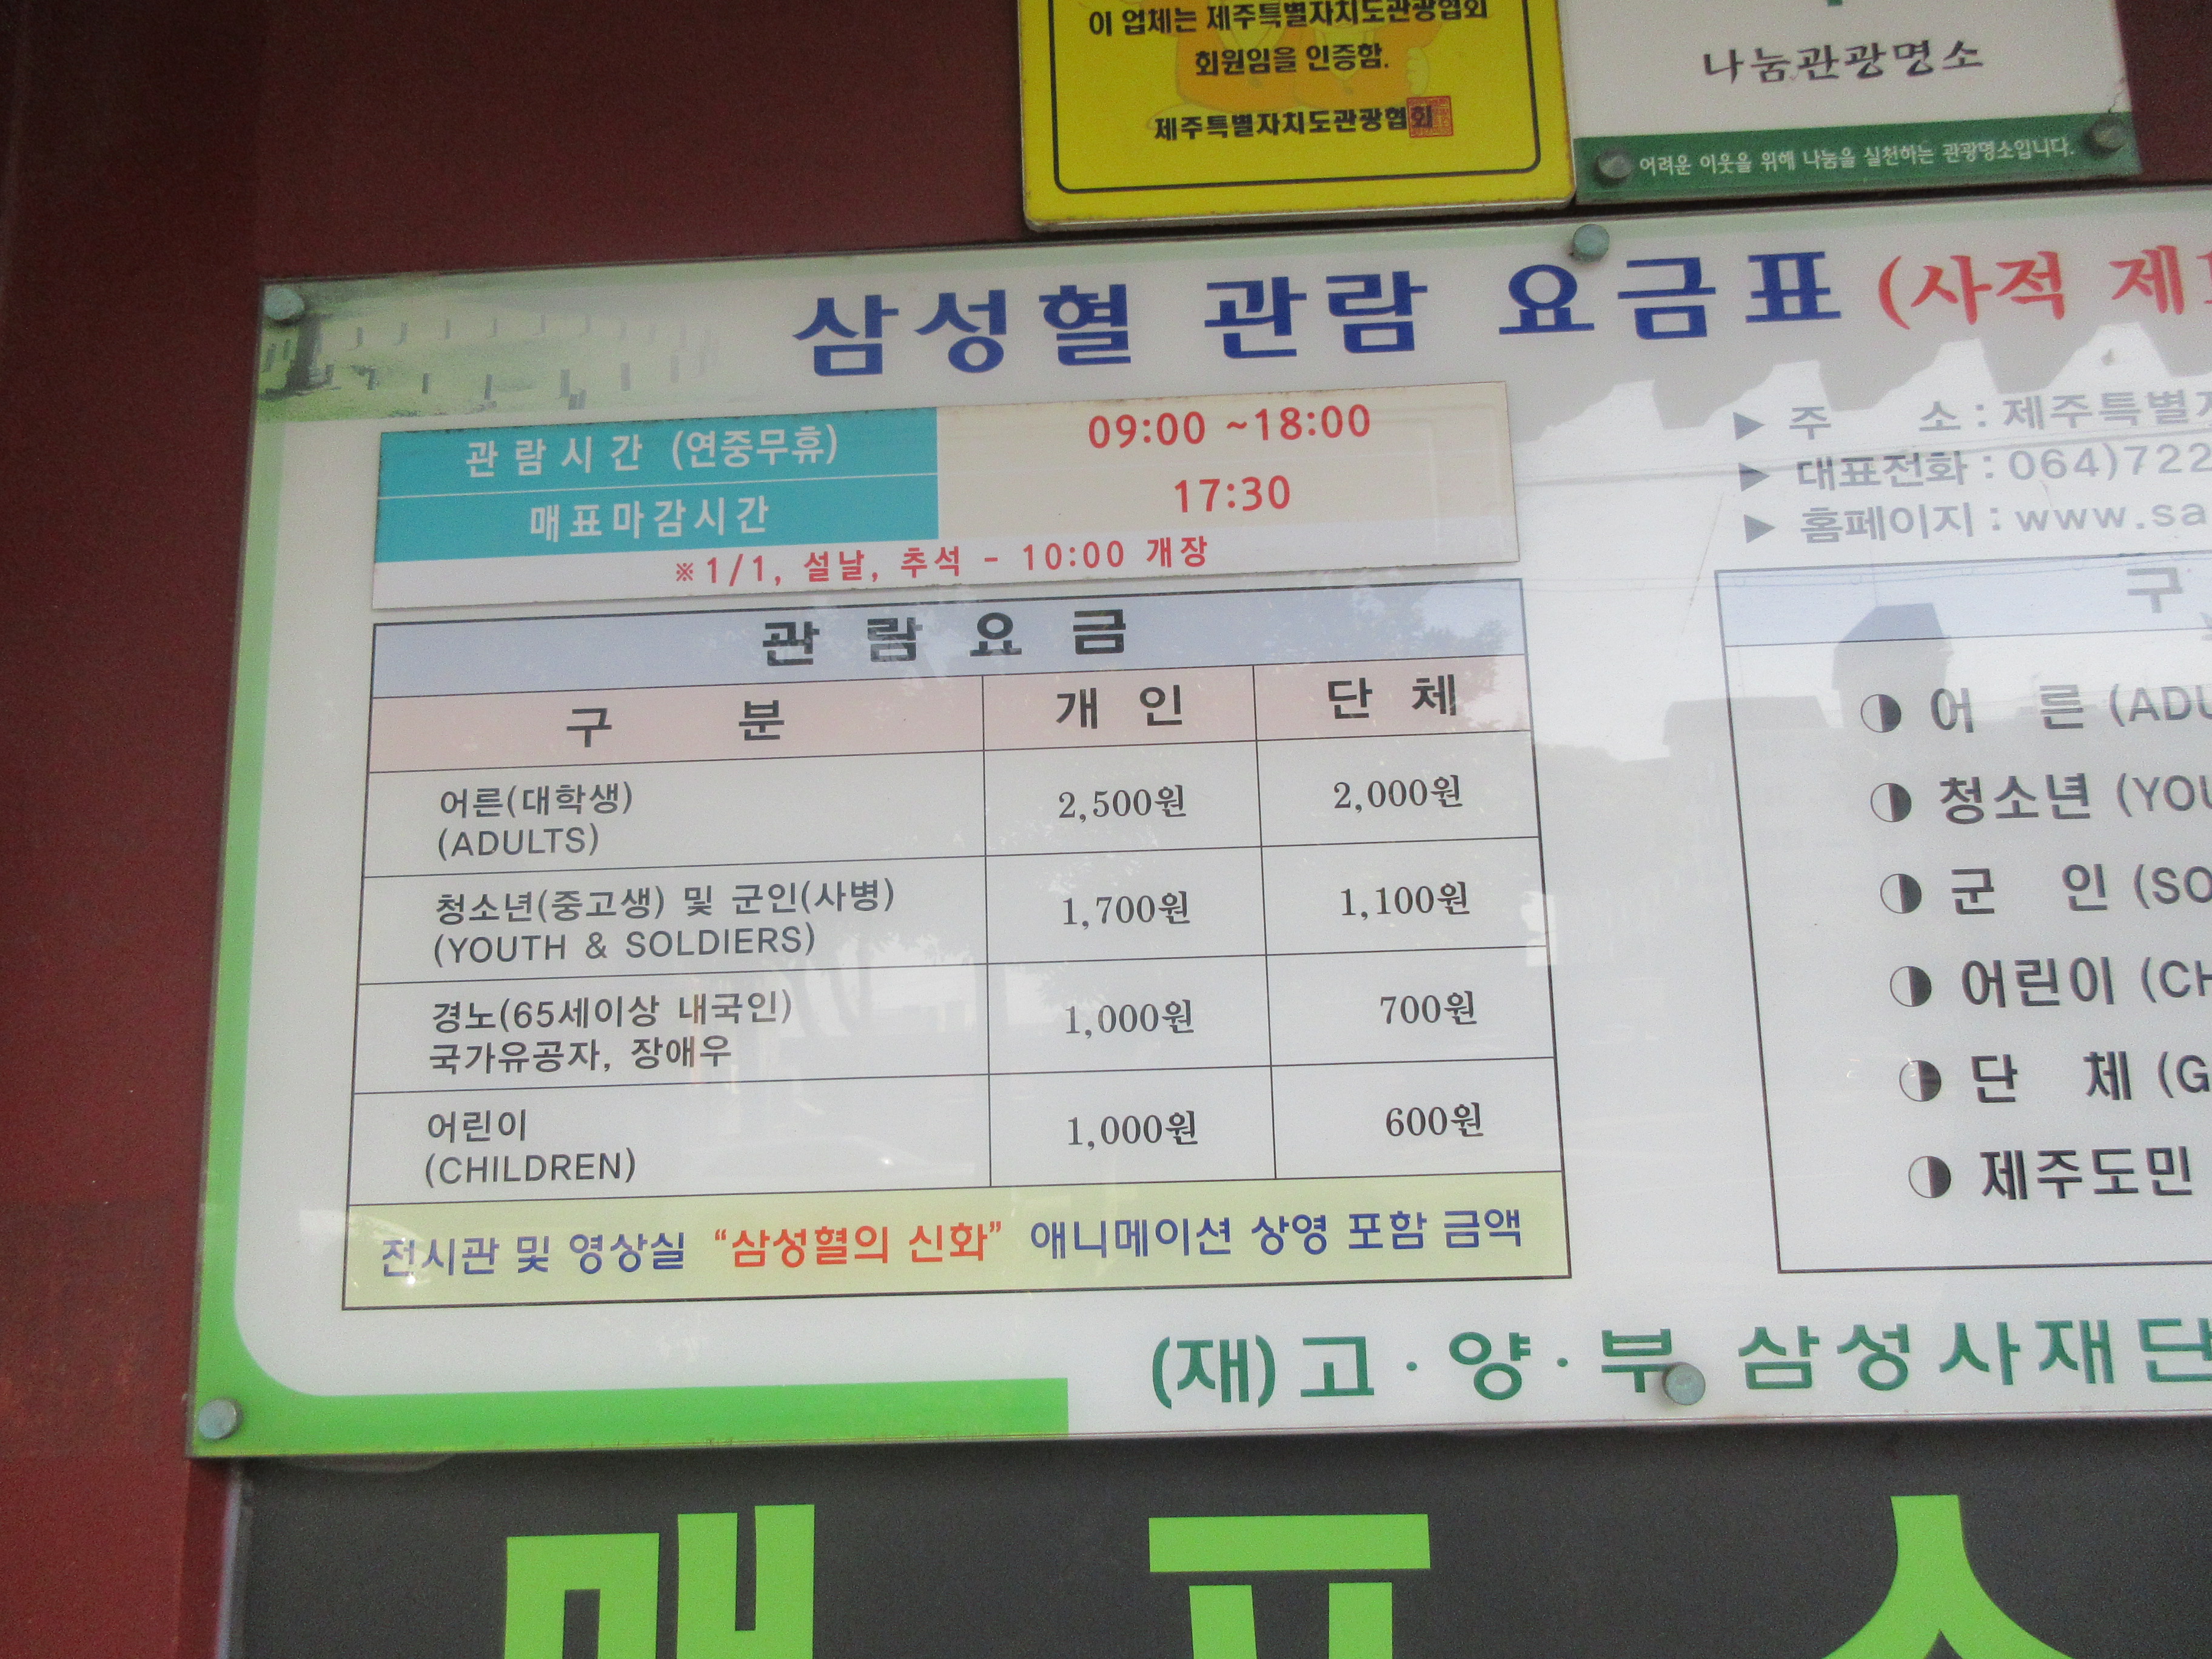 이 업체는 제주특별자치도관광협회
회원임을 인증함.
제주특별자치도관광협회
나눔관광명소
어려운 이웃을 위해 나눔을 실천하는 관광명소입니다.
삼성혈 관람 요금표 (사적 제1
관람시간 (연중무휴) 09:00 ~18:00
매표마감시간 17:30
※1/1, 설날, 추석 - 10:00 개장
▶ 주 소 : 제주특별자
▶ 대표전화 : 064)722
▶ 홈페이지 : www.sa
관 람 요 금
구 분 개 인 단 체
어른(대학생)
(ADULTS)
2,500원 2,000원
청소년(중고생) 및 군인(사병)
(YOUTH & SOLDIERS)
1,700원 1,100원
경노(65세이상 내국인)
국가유공자, 장애우
1,000원 700원
어린이
(CHILDREN)
1,000원 600원
전시관 및 영상실 “삼성혈의 신화” 애니메이션 상영 포함 금액
구
◑ 어 른 (ADU
◑ 청소년 (YOU
◑ 군 인 (SO
◑ 어린이 (CH
◑ 단 체 (G
◑ 제주도민
(재)고·양·부 삼성사재단
매 표 소